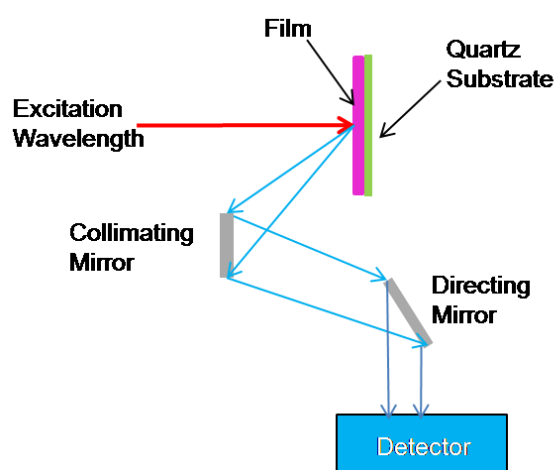 Film
Quartz
Substrate
Excitation
Wavelength
Collimating
Mirror
Directing
Mirror
Detector